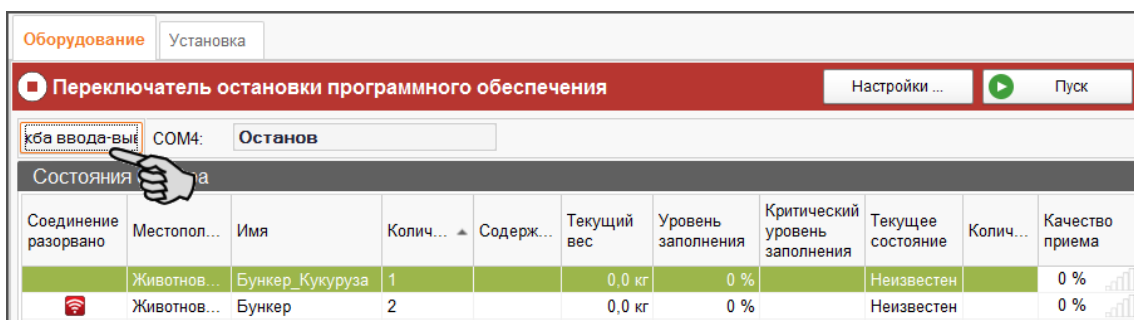 Оборудование Установка
Переключатель остановки программного обеспечения Настройки ... Пуск
кба ввода-вы COM4: Останов
Состояния ра
Соединение разорвано Местопол... Имя Колич... Содерж... Текущий вес Уровень заполнения Критический уровень заполнения Текущее состояние Колич... Качество приема
Животнов... Бункер_Кукуруза 1 0,0 кг 0 % Неизвестен 0 %
Животнов... Бункер 2 0,0 кг 0 % Неизвестен 0 %